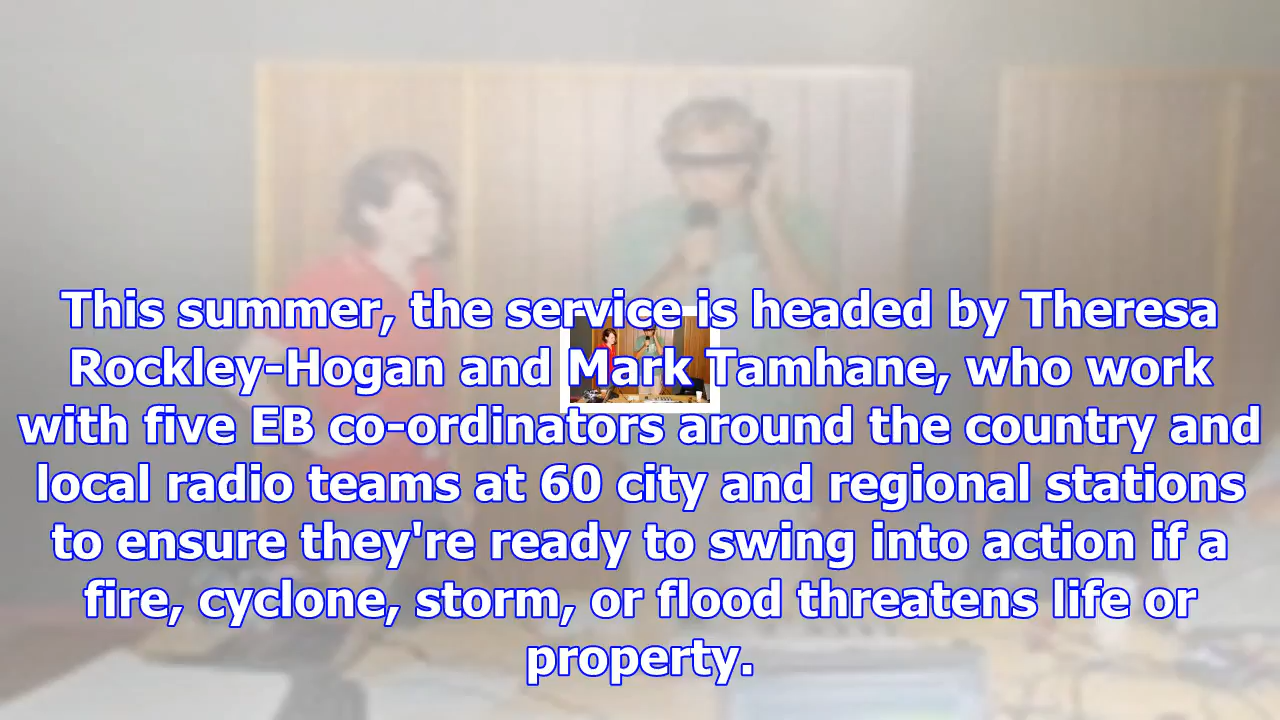 This summer, the service is headed by Theresa
Rockley-Hogan and Mark Tamhane, who work
with five EB co-ordinators around the country and
local radio teams at 60 city and regional stations
to ensure they're ready to swing into action if a
fire, cyclone, storm, or flood threatens life or
property.